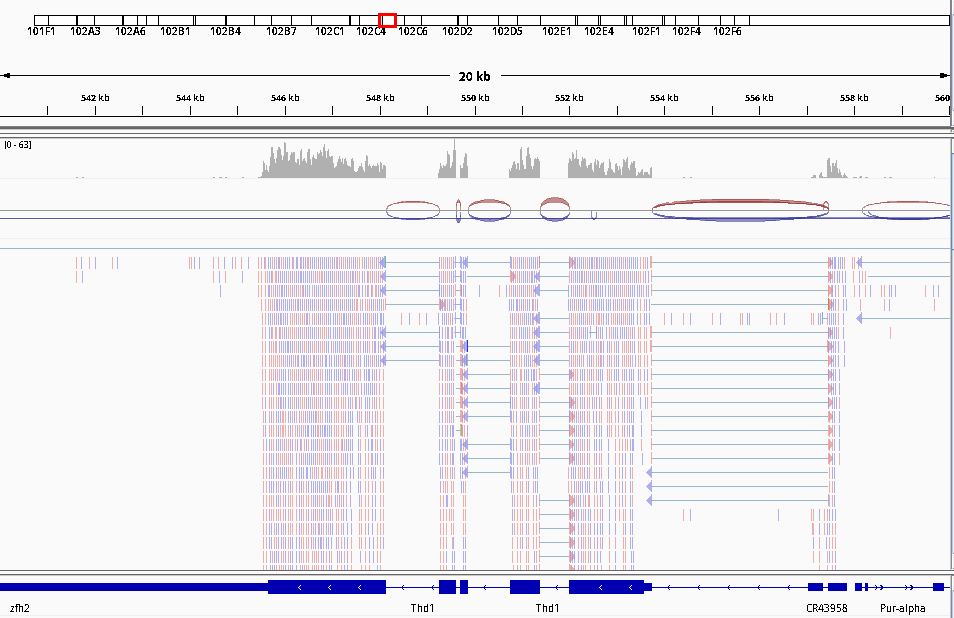 101F1 102A3 102A6 102B1 102B4 102B7 102C1 102C4 102C6 102D2 102D5 102E1 102E4 102F1 102F4 102F6
20 kb
542 kb 544 kb 546 kb 548 kb 550 kb 552 kb 554 kb 556 kb 558 kb 560
[0 - 63]
zfh2 Thd1 Thd1 CR43958 Pur-alpha